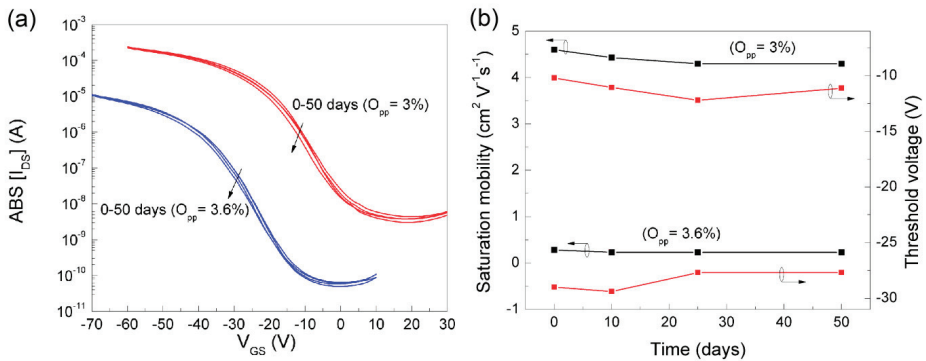 (a)
ABS [I_DS] (A)
10^-3
10^-4
10^-5
10^-6
10^-7
10^-8
10^-9
10^-10
10^-11
0-50 days (O_pp = 3%)
0-50 days (O_pp = 3.6%)
-70 -60 -50 -40 -30 -20 -10 0 10 20 30
V_GS (V)
(b)
Saturation mobility (cm^2 V^-1 s^-1)
5
4
3
2
1
0
-1
(O_pp = 3%)
(O_pp = 3.6%)
-10
-15
-20
-25
-30
Threshold voltage (V)
0 10 20 30 40 50
Time (days)